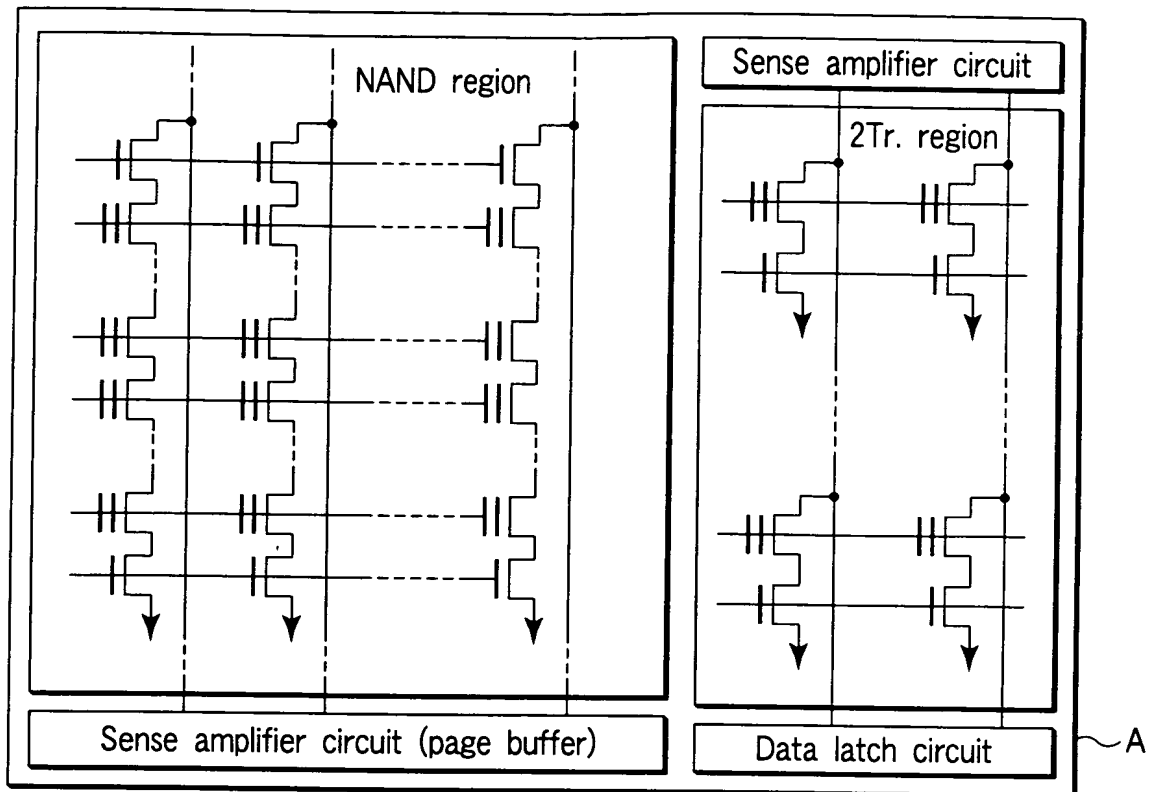 NAND region
Sense amplifier circuit
2Tr. region
Sense amplifier circuit (page buffer)
Data latch circuit
A